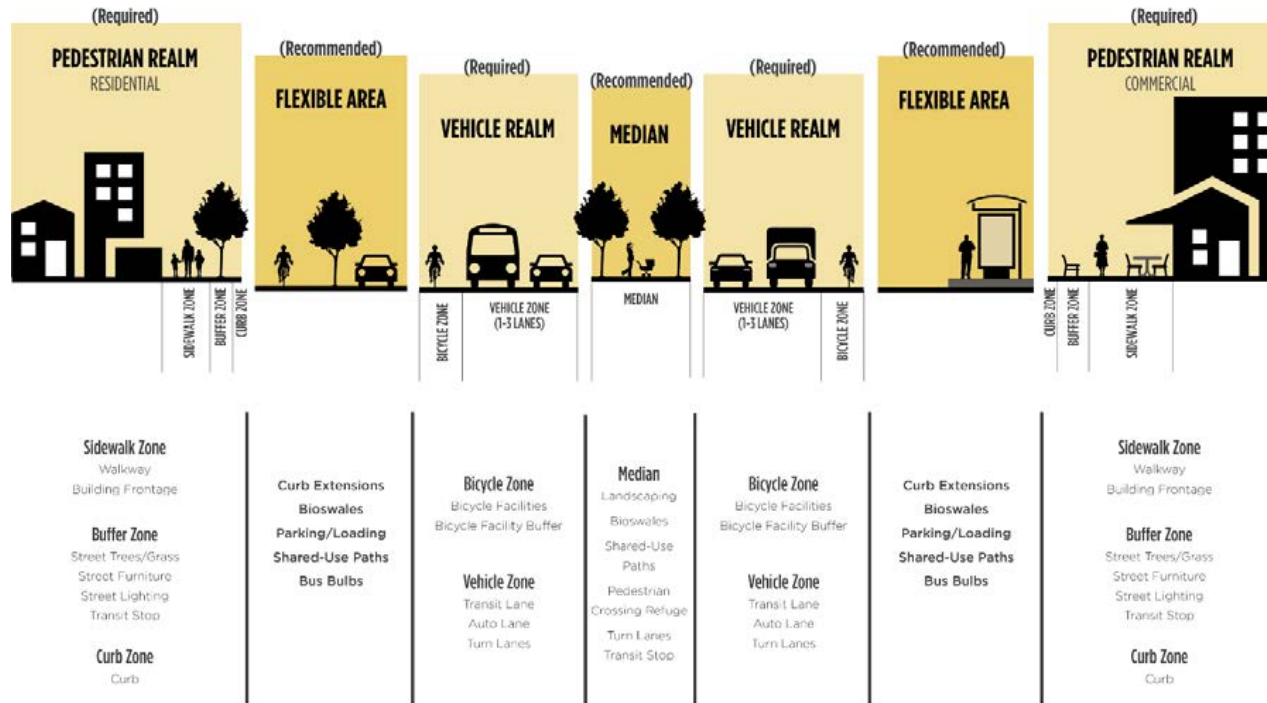 (Required)
PEDESTRIAN REALM
RESIDENTIAL
(Recommended)
FLEXIBLE AREA
(Required)
VEHICLE REALM
(Recommended)
MEDIAN
(Required)
VEHICLE REALM
(Recommended)
FLEXIBLE AREA
(Required)
PEDESTRIAN REALM
COMMERCIAL
SIDEWALK ZONE
BUFFER ZONE
CURB ZONE
BICYCLE ZONE
VEHICLE ZONE
(1-3 LANES)
MEDIAN
VEHICLE ZONE
(1-3 LANES)
BICYCLE ZONE
CURB ZONE
BUFFER ZONE
SIDEWALK ZONE
Sidewalk Zone
Walkway
Building Frontage
Buffer Zone
Street Trees/Grass
Street Furniture
Street Lighting
Transit Stop
Curb Zone
Curb
Curb Extensions
Bioswales
Parking/Loading
Shared-Use Paths
Bus Bulbs
Bicycle Zone
Bicycle Facilities
Bicycle Facility Buffer
Vehicle Zone
Transit Lane
Auto Lane
Turn Lanes
Median
Landscaping
Bioswales
Shared-Use
Paths
Pedestrian
Crossing Refuge
Turn Lanes
Transit Stop
Bicycle Zone
Bicycle Facilities
Bicycle Facility Buffer
Vehicle Zone
Transit Lane
Auto Lane
Turn Lanes
Curb Extensions
Bioswales
Parking/Loading
Shared-Use Paths
Bus Bulbs
Sidewalk Zone
Walkway
Building Frontage
Buffer Zone
Street Trees/Grass
Street Furniture
Street Lighting
Transit Stop
Curb Zone
Curb